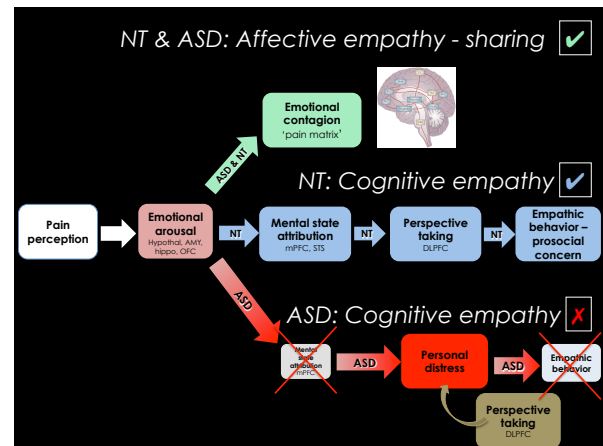 NT & ASD: Affective empathy - sharing ✔
Emotional
contagion
'pain matrix'
ASD & NT
NT: Cognitive empathy ✔
Pain
perception
Emotional
arousal
Hypothal, AMY,
hippo, OFC
NT
Mental state
attribution
mPFC, STS
NT
Perspective
taking
DLPFC
NT
Empathic
behavior –
prosocial
concern
ASD
ASD: Cognitive empathy ✗
Mental
state
attribution
mPFC
ASD
Personal
distress
ASD
Empathic
behavior
Perspective
taking
DLPFC